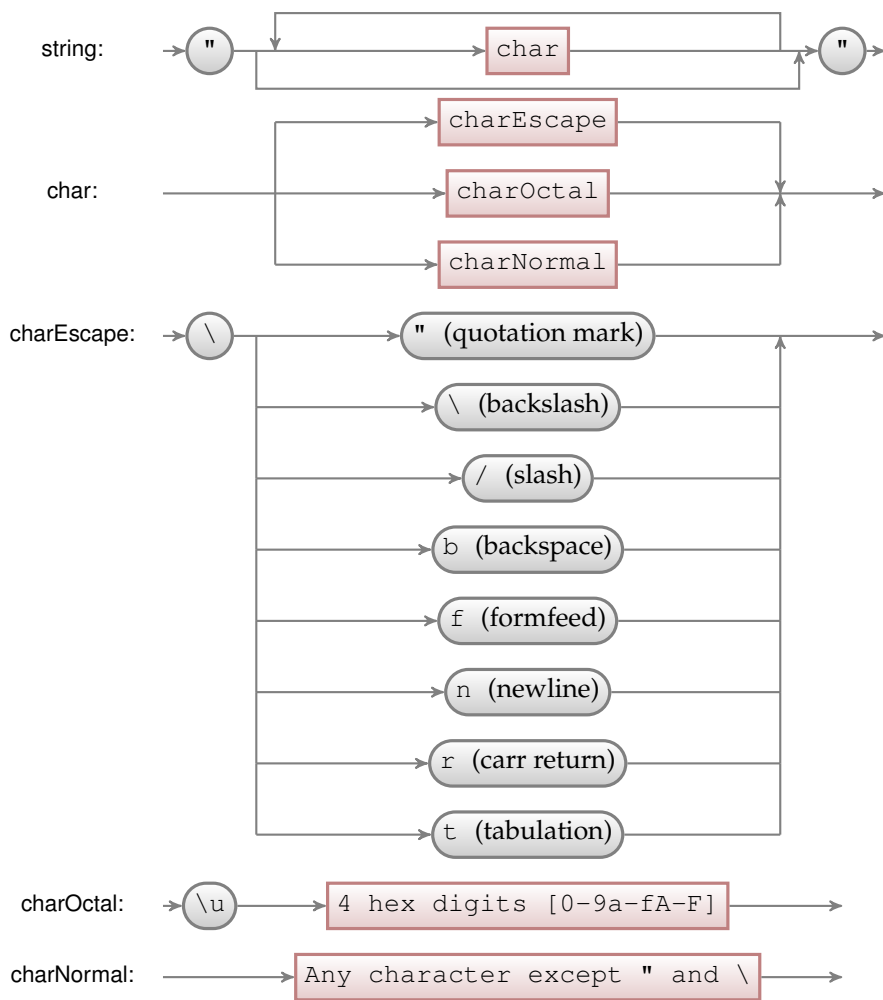 string: " char "
charEscape
char: charOctal
charNormal
charEscape: \ " (quotation mark)
\ (backslash)
/ (slash)
b (backspace)
f (formfeed)
n (newline)
r (carr return)
t (tabulation)
charOctal: \u 4 hex digits [0-9a-fA-F]
charNormal: Any character except " and \